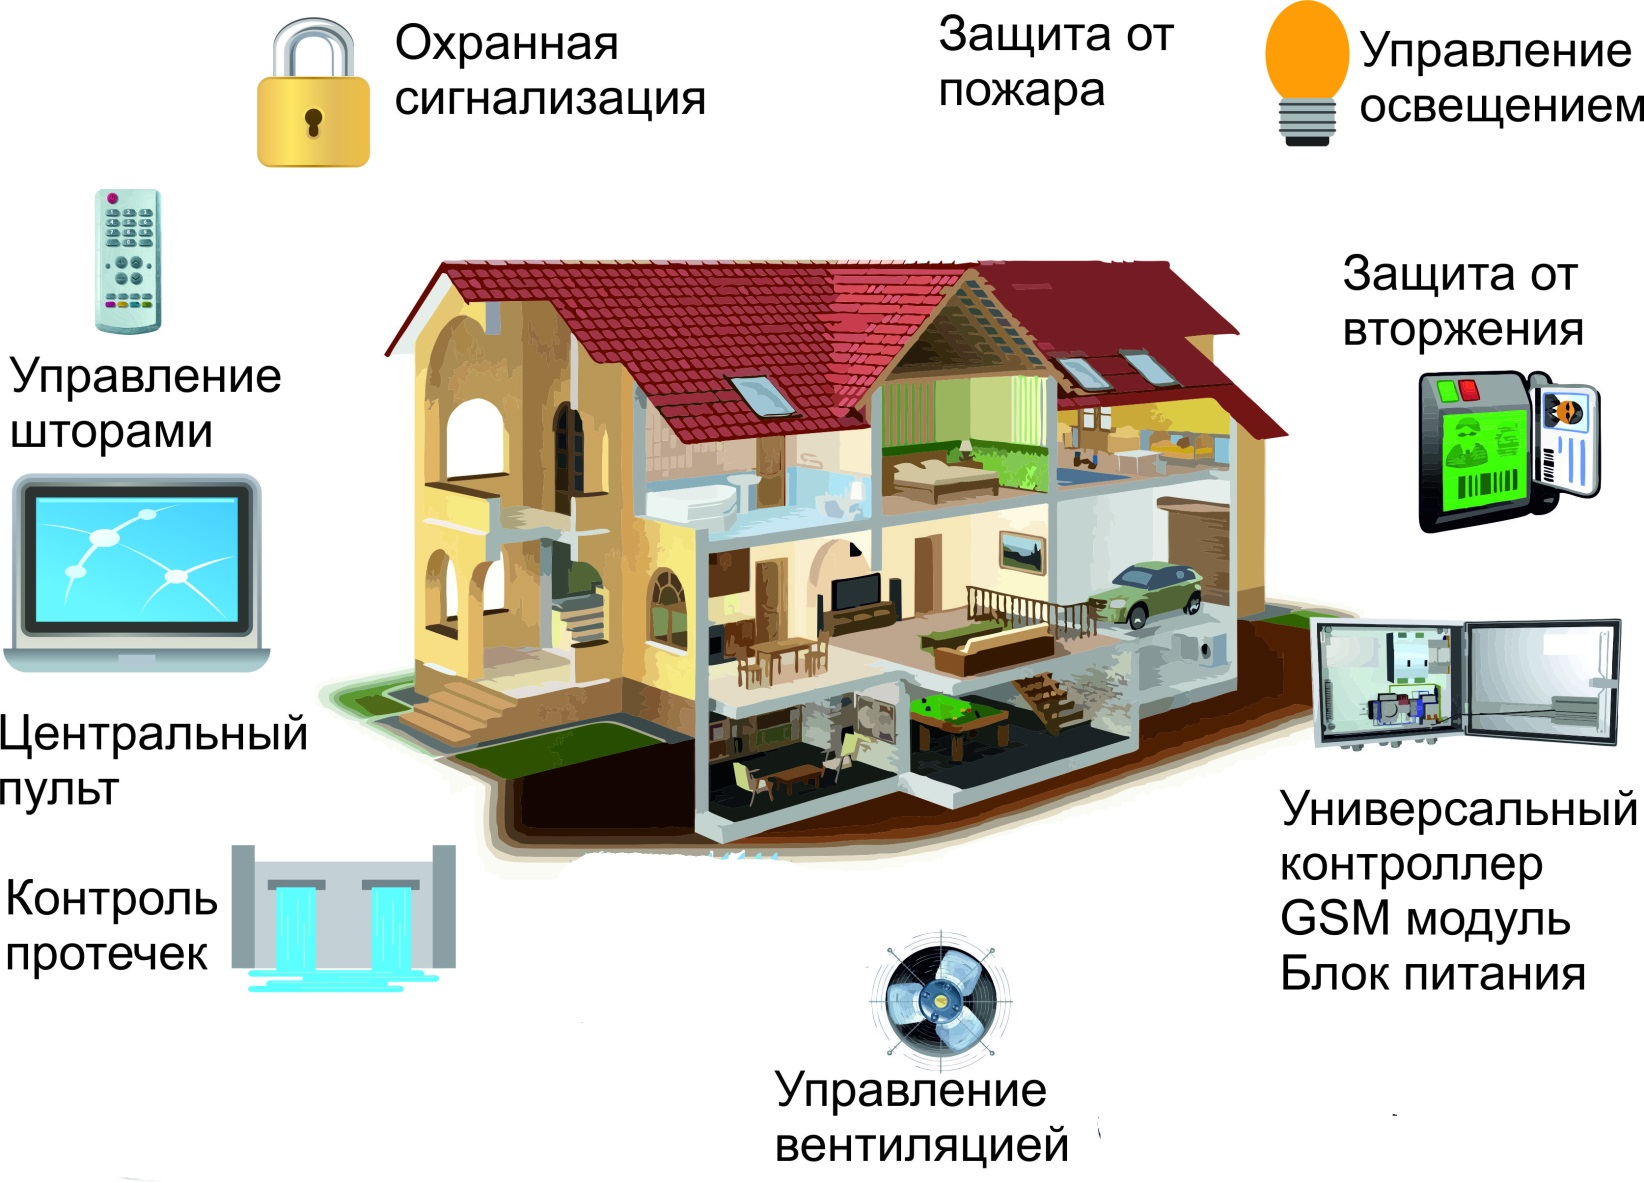 Охранная
сигнализация
Защита от
пожара
Управление
освещением
Защита от
вторжения
Управление
шторами
Центральный
пульт
Контроль
протечек
Универсальный
контроллер
GSM модуль
Блок питания
Управление
вентиляцией